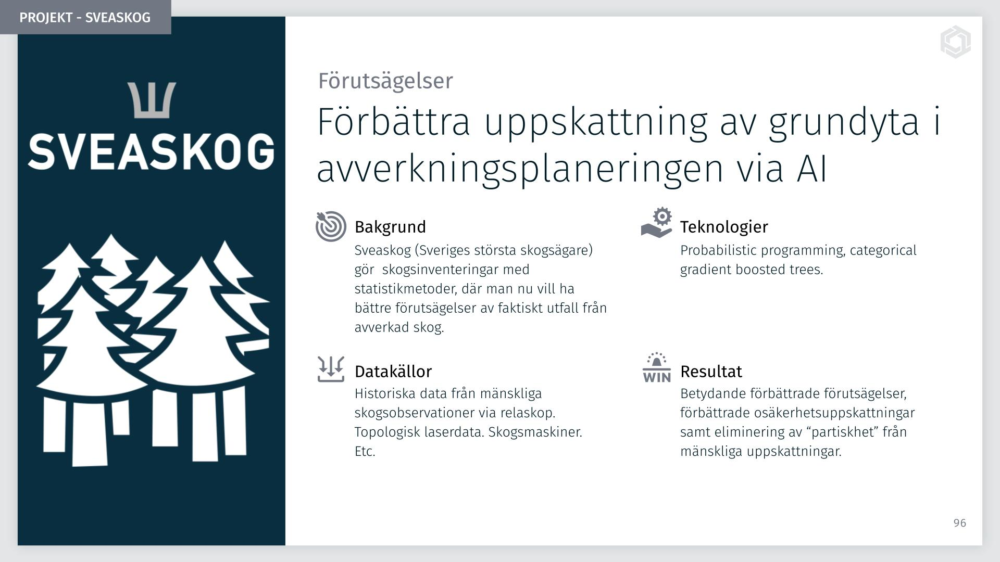 PROJEKT - SVEASKOG
SVEASKOG
Förutsägelser
Förbättra uppskattning av grundyta i
avverkningsplaneringen via AI
Bakgrund
Sveaskog (Sveriges största skogsägare)
gör  skogsinventeringar med
statistikmetoder, där man nu vill ha
bättre förutsägelser av faktiskt utfall från
avverkad skog.
Teknologier
Probabilistic programming, categorical
gradient boosted trees.
Datakällor
Historiska data från mänskliga
skogsobservationer via relaskop.
Topologisk laserdata. Skogsmaskiner.
Etc.
WIN
Resultat
Betydande förbättrade förutsägelser,
förbättrade osäkerhetsuppskattningar
samt eliminering av “partiskhet” från
mänskliga uppskattningar.
96